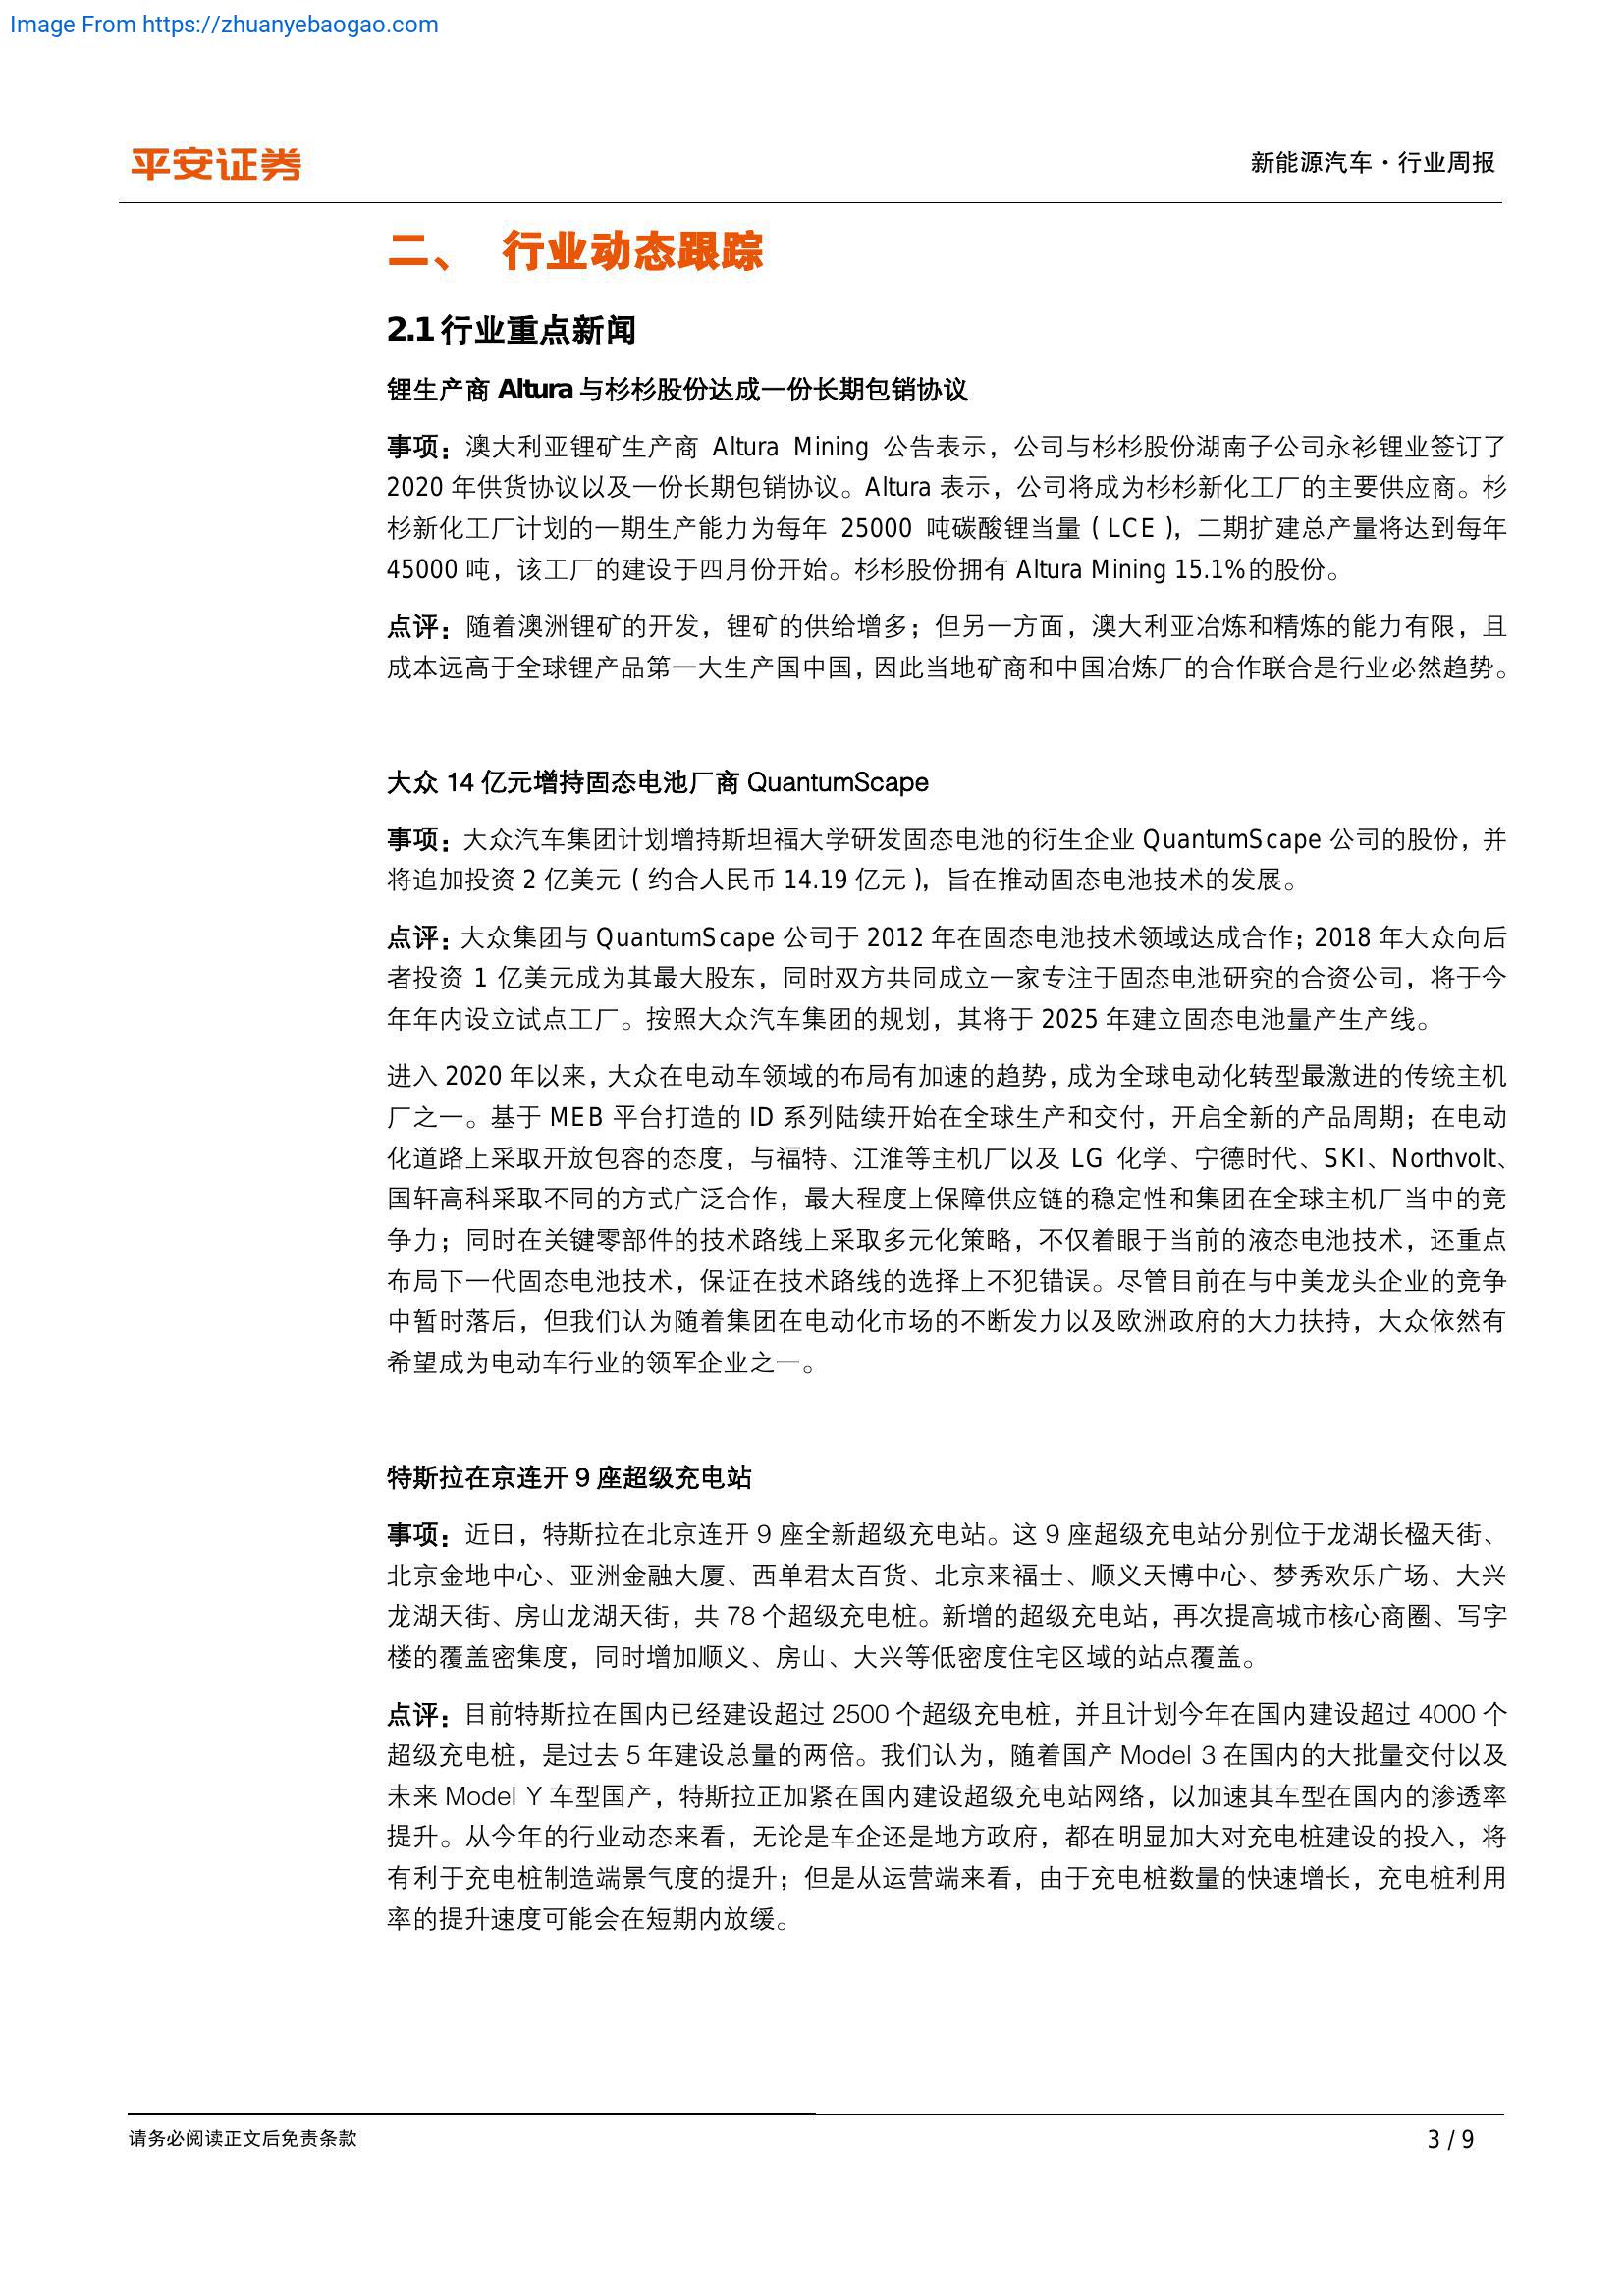 Image From https://zhuanyebaogao.com
平安证券
新能源汽车·行业周报
二、 行业动态跟踪
2.1 行业重点新闻
锂生产商 Altura 与杉杉股份达成一份长期包销协议
事项：澳大利亚锂矿生产商 Altura Mining 公告表示，公司与杉杉股份湖南子公司永衫锂业签订了
2020 年供货协议以及一份长期包销协议。Altura 表示，公司将成为杉杉新化工厂的主要供应商。杉
杉新化工厂计划的一期生产能力为每年 25000 吨碳酸锂当量（LCE），二期扩建总产量将达到每年
45000 吨，该工厂的建设于四月份开始。杉杉股份拥有 Altura Mining 15.1%的股份。
点评：随着澳洲锂矿的开发，锂矿的供给增多；但另一方面，澳大利亚冶炼和精炼的能力有限，且
成本远高于全球锂产品第一大生产国中国，因此当地矿商和中国冶炼厂的合作联合是行业必然趋势。
大众 14 亿元增持固态电池厂商 QuantumScape
事项：大众汽车集团计划增持斯坦福大学研发固态电池的衍生企业 QuantumScape 公司的股份，并
将追加投资 2 亿美元（约合人民币 14.19 亿元），旨在推动固态电池技术的发展。
点评：大众集团与 QuantumScape 公司于 2012 年在固态电池技术领域达成合作；2018 年大众向后
者投资 1 亿美元成为其最大股东，同时双方共同成立一家专注于固态电池研究的合资公司，将于今
年年内设立试点工厂。按照大众汽车集团的规划，其将于 2025 年建立固态电池量产生产线。
进入 2020 年以来，大众在电动车领域的布局有加速的趋势，成为全球电动化转型最激进的传统主机
厂之一。基于 MEB 平台打造的 ID 系列陆续开始在全球生产和交付，开启全新的产品周期；在电动
化道路上采取开放包容的态度，与福特、江淮等主机厂以及 LG 化学、宁德时代、SKI、Northvolt、
国轩高科采取不同的方式广泛合作，最大程度上保障供应链的稳定性和集团在全球主机厂当中的竞
争力；同时在关键零部件的技术路线上采取多元化策略，不仅着眼于当前的液态电池技术，还重点
布局下一代固态电池技术，保证在技术路线的选择上不犯错误。尽管目前在与中美龙头企业的竞争
中暂时落后，但我们认为随着集团在电动化市场的不断发力以及欧洲政府的大力扶持，大众依然有
希望成为电动车行业的领军企业之一。
特斯拉在京连开 9 座超级充电站
事项：近日，特斯拉在北京连开 9 座全新超级充电站。这 9 座超级充电站分别位于龙湖长楹天街、
北京金地中心、亚洲金融大厦、西单君太百货、北京来福士、顺义天博中心、梦秀欢乐广场、大兴
龙湖天街、房山龙湖天街，共 78 个超级充电桩。新增的超级充电站，再次提高城市核心商圈、写字
楼的覆盖密集度，同时增加顺义、房山、大兴等低密度住宅区域的站点覆盖。
点评：目前特斯拉在国内已经建设超过 2500 个超级充电桩，并且计划今年在国内建设超过 4000 个
超级充电桩，是过去 5 年建设总量的两倍。我们认为，随着国产 Model 3 在国内的大批量交付以及
未来 Model Y 车型国产，特斯拉正加紧在国内建设超级充电站网络，以加速其车型在国内的渗透率
提升。从今年的行业动态来看，无论是车企还是地方政府，都在明显加大对充电桩建设的投入，将
有利于充电桩制造端景气度的提升；但是从运营端来看，由于充电桩数量的快速增长，充电桩利用
率的提升速度可能会在短期内放缓。
请务必阅读正文后免责条款
3 / 9